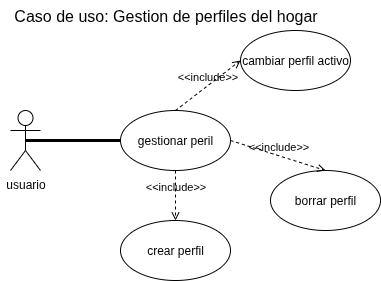 Caso de uso: Gestion de perfiles del hogar
cambiar perfil activo
<<include>>
gestionar peril
<<include>>
usuario
<<include>>
borrar perfil
crear perfil